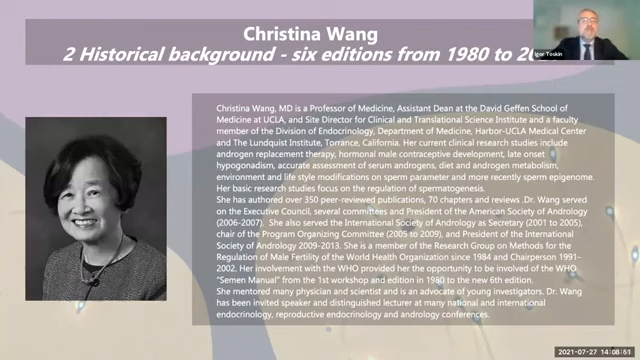 Christina Wang
2 Historical background - six editions from 1980 to
Igor Toskin
Christina Wang, MD is a Professor of Medicine, Assistant Dean at the David Geffen School of
Medicine at UCLA, and Site Director for Clinical and Translational Science Institute and a faculty
member of the Division of Endocrinology, Department of Medicine, Harbor-UCLA Medical Center
and The Lundquist Institute, Torrance, California. Her current clinical research studies include
androgen replacement therapy, hormonal male contraceptive development, late onset
hypogonadism, accurate assessment of serum androgens, diet and androgen metabolism,
environment and life style modifications on sperm parameter and more recently sperm epigenome.
Her basic research studies focus on the regulation of spermatogenesis.
She has authored over 350 peer-reviewed publications, 70 chapters and reviews .Dr. Wang served
on the Executive Council, several committees and President of the American Society of Andrology
(2006-2007). She also served the International Society of Andrology as Secretary (2001 to 2005),
chair of the Program Organizing Committee (2005 to 2009), and President of the International
Society of Andrology 2009-2013. She is a member of the Research Group on Methods for the
Regulation of Male Fertility of the World Health Organization since 1984 and Chairperson 1991-
2002. Her involvement with the WHO provided her the opportunity to be involved of the WHO
"Semen Manual" from the 1st workshop and edition in 1980 to the new 6th edition.
She mentored many physician and scientist and is an advocate of young investigators. Dr. Wang
has been invited speaker and distinguished lecturer at many national and international
endocrinology, reproductive endocrinology and andrology conferences.
2021-07-27 14:08:51